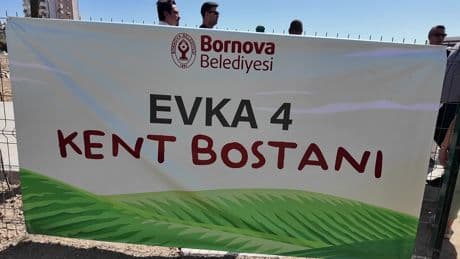 Bornova
Belediyesi
EVKA 4
KENT BOSTANI